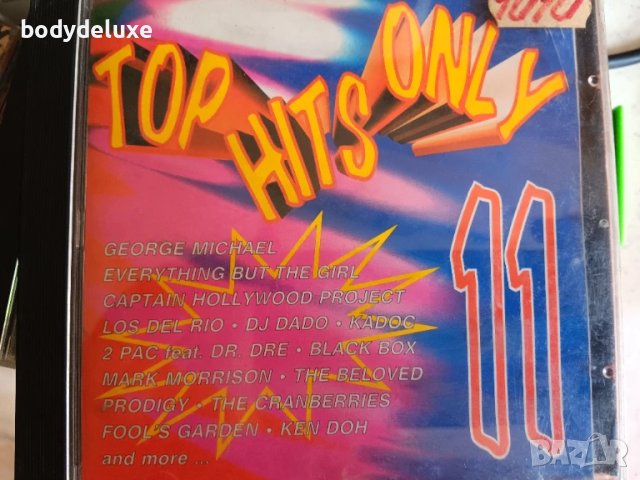 bodydeluxe
TOP
HITS
ONLY
11
GEORGE MICHAEL
EVERYTHING BUT THE GIRL
CAPTAIN HOLLYWOOD PROJECT
LOS DEL RIO • DJ DADO • KADOC
2 PAC feat. DR. DRE • BLACK BOX
MARK MORRISON • THE BELOVED
PRODIGY • THE CRANBERRIES
FOOL'S GARDEN • KEN DOH
and more ...
BAZAR